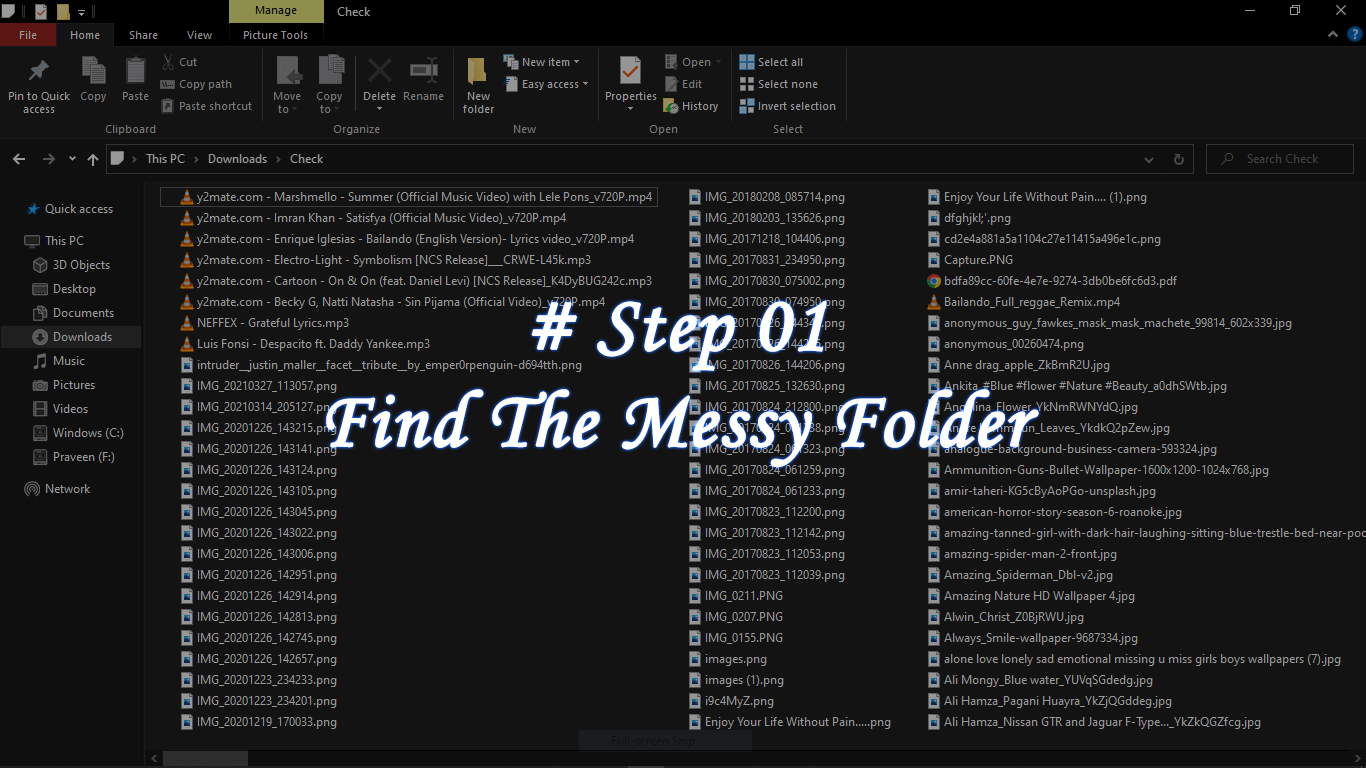 Manage
Check
File
Home
Share
View
Picture Tools
Pin to Quick access
Copy
Paste
Cut
Copy path
Paste shortcut
Clipboard
Move to
Copy to
Delete
Rename
Organize
New folder
New item
Easy access
New
Properties
Open
Edit
History
Open
Select all
Select none
Invert selection
Select
This PC > Downloads > Check
Search Check
Quick access
This PC
3D Objects
Desktop
Documents
Downloads
Music
Pictures
Videos
Windows (C:)
Praveen (F:)
Network
y2mate.com - Marshmello - Summer (Official Music Video) with Lele Pons_v720P.mp4
y2mate.com - Imran Khan - Satisfya (Official Music Video)_v720P.mp4
y2mate.com - Enrique Iglesias - Bailando (English Version)- Lyrics video_v720P.mp4
y2mate.com - Electro-Light - Symbolism [NCS Release]___CRWE-L45k.mp3
y2mate.com - Cartoon - On & On (feat. Daniel Levi) [NCS Release]_K4DyBUG242c.mp3
y2mate.com - Becky G, Natti Natasha - Sin Pijama (Official Video)_v720P.mp4
NEFFEX - Grateful Lyrics.mp3
Luis Fonsi - Despacito ft. Daddy Yankee.mp3
intruder__justin_maller__facet__tribute__by_emper0rpenguin-d694tth.png
IMG_20210327_113057.png
IMG_20210314_205127.png
IMG_20201226_143215.png
IMG_20201226_143141.png
IMG_20201226_143124.png
IMG_20201226_143105.png
IMG_20201226_143045.png
IMG_20201226_143022.png
IMG_20201226_143006.png
IMG_20201226_142951.png
IMG_20201226_142914.png
IMG_20201226_142813.png
IMG_20201226_142745.png
IMG_20201226_142657.png
IMG_20201223_234233.png
IMG_20201223_234201.png
IMG_20201219_170033.png
IMG_20180208_085714.png
IMG_20180203_135626.png
IMG_20171218_104406.png
IMG_20170831_234950.png
IMG_20170830_075002.png
IMG_20170830_074950.png
IMG_20170826_144206.png
IMG_20170825_132630.png
IMG_20170824_212800.png
IMG_20170824_061259.png
IMG_20170824_061233.png
IMG_20170823_112200.png
IMG_20170823_112142.png
IMG_20170823_112053.png
IMG_20170823_112039.png
IMG_0211.PNG
IMG_0207.PNG
IMG_0155.PNG
images.png
images (1).png
i9c4MyZ.png
Enjoy Your Life Without Pain.....png
Enjoy Your Life Without Pain.... (1).png
dfghjkl;'.png
cd2e4a881a5a1104c27e11415a496e1c.png
Capture.PNG
bdfa89cc-60fe-4e7e-9274-3db0be6fc6d3.pdf
Bailando_Full_reggae_Remix.mp4
anonymous_guy_fawkes_mask_mask_machete_99814_602x339.jpg
anonymous_00260474.png
Anne drag_apple_ZkBmR2U.jpg
Ankita_#Blue #flower #Nature #Beauty_a0dhSWtb.jpg
Angelina_Flower_YkNmRWNYdQ.jpg
analogue-background-business-camera-593324.jpg
Ammunition-Guns-Bullet-Wallpaper-1600x1200-1024x768.jpg
amir-taheri-KG5cByAoPGo-unsplash.jpg
american-horror-story-season-6-roanoke.jpg
amazing-tanned-girl-with-dark-hair-laughing-sitting-blue-trestle-bed-near-poo
amazing-spider-man-2-front.jpg
Amazing_Spiderman_Dbl-v2.jpg
Amazing Nature HD Wallpaper 4.jpg
Alwin_Christ_Z0BjRWU.jpg
Always_Smile-wallpaper-9687334.jpg
alone love lonely sad emotional missing u miss girls boys wallpapers (7).jpg
Ali Mongy_Blue water_YUVqSGdedg.jpg
Ali Hamza_Pagani Huayra_YkZjQGddeg.jpg
Ali Hamza_Nissan GTR and Jaguar F-Type..._YkZkQGZfcg.jpg
# Step 01
Find The Messy Folder
Full-screen Snip